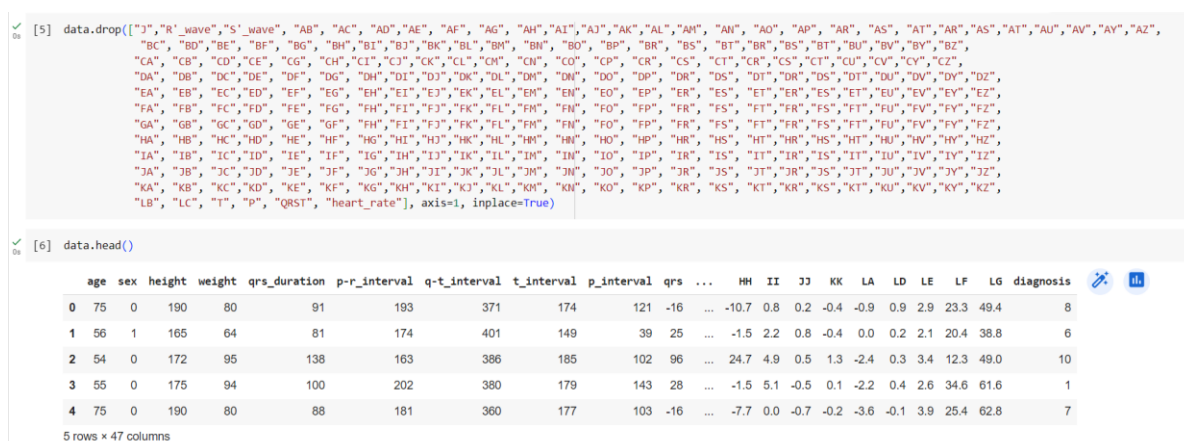 [5] data.drop(["J","R'_wave","S'_wave", "AB", "AC", "AD","AE", "AF", "AG", "AH","AI","AJ","AK","AL","AM", "AN", "AO", "AP", "AR", "AS", "AT","AR","AS","AT","AU","AV","AY","AZ",
"BC", "BD","BE", "BF", "BG", "BH","BI","BJ","BK","BL","BM", "BN", "BO", "BP", "BR", "BS", "BT","BR","BS","BT","BU","BV","BY","BZ",
"CA", "CB", "CD","CE", "CG", "CH","CI","CJ","CK","CL","CM", "CN", "CO", "CP", "CR", "CS", "CT","CR","CS","CT","CU","CV","CY","CZ",
"DA", "DB", "DC","DE", "DF", "DG", "DH","DI","DJ","DK","DL","DM", "DN", "DO", "DP", "DR", "DS", "DT","DR","DS","DT","DU","DV","DY","DZ",
"EA", "EB", "EC","ED", "EF", "EG", "EH","EI","EJ","EK","EL","EM", "EN", "EO", "EP", "ER", "ES", "ET","ER","ES","ET","EU","EV","EY","EZ",
"FA", "FB", "FC","FD", "FE", "FG", "FH","FI","FJ","FK","FL","FM", "FN", "FO", "FP", "FR", "FS", "FT","FR","FS","FT","FU","FV","FY","FZ",
"GA", "GB", "GC","GD", "GE", "GF", "FH","FI","FJ","FK","FL","FM", "FN", "FO", "FP", "FR", "FS", "FT","FR","FS","FT","FU","FV","FY","FZ",
"HA", "HB", "HC","HD", "HE", "HF", "HG","HI","HJ","HK","HL","HM", "HN", "HO", "HP", "HR", "HS", "HT","HR","HS","HT","HU","HV","HY","HZ",
"IA", "IB", "IC","ID", "IE", "IF", "IG","IH","IJ","IK","IL","IM", "IN", "IO", "IP", "IR", "IS", "IT","IR","IS","IT","IU","IV","IY","IZ",
"JA", "JB", "JC","JD", "JE", "JF", "JG","JH","JI","JK","JL","JM", "JN", "JO", "JP", "JR", "JS", "JT","JR","JS","JT","JU","JV","JY","JZ",
"KA", "KB", "KC","KD", "KE", "KF", "KG","KH","KI","KJ","KL","KM", "KN", "KO", "KP", "KR", "KS", "KT","KR","KS","KT","KU","KV","KY","KZ",
"LB", "LC", "T", "P", "QRST", "heart_rate"], axis=1, inplace=True)
0s
[6] data.head()
0s
age sex height weight qrs_duration p-r_interval q-t_interval t_interval p_interval qrs ... HH II JJ KK LA LD LE LF LG diagnosis
0 75 0 190 80 91 193 371 174 121 -16 ... -10.7 0.8 0.2 -0.4 -0.9 0.9 2.9 23.3 49.4 8
1 56 1 165 64 81 174 401 149 39 25 ... -1.5 2.2 0.8 -0.4 0.0 0.2 2.1 20.4 38.8 6
2 54 0 172 95 138 163 386 185 102 96 ... 24.7 4.9 0.5 1.3 -2.4 0.3 3.4 12.3 49.0 10
3 55 0 175 94 100 202 380 179 143 28 ... -1.5 5.1 -0.5 0.1 -2.2 0.4 2.6 34.6 61.6 1
4 75 0 190 80 88 181 360 177 103 -16 ... -7.7 0.0 -0.7 -0.2 -3.6 -0.1 3.9 25.4 62.8 7
5 rows × 47 columns